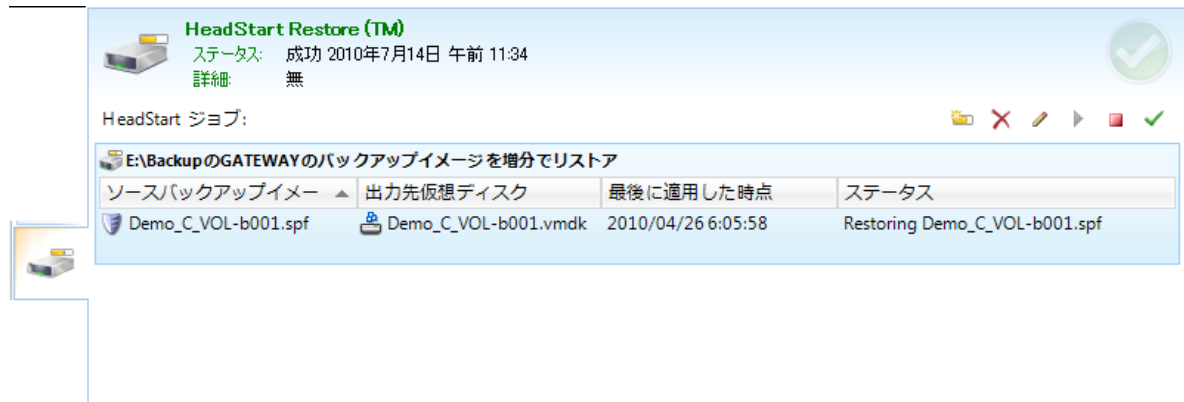 HeadStart Restore (TM)
ステータス: 成功 2010年7月14日 午前 11:34
詳細: 無
HeadStart ジョブ:
E:\BackupのGATEWAYのバックアップイメージを増分でリストア
ソースバックアップイメー 出力先仮想ディスク 最後に適用した時点 ステータス
Demo_C_VOL-b001.spf Demo_C_VOL-b001.vmdk 2010/04/26 6:05:58 Restoring Demo_C_VOL-b001.spf